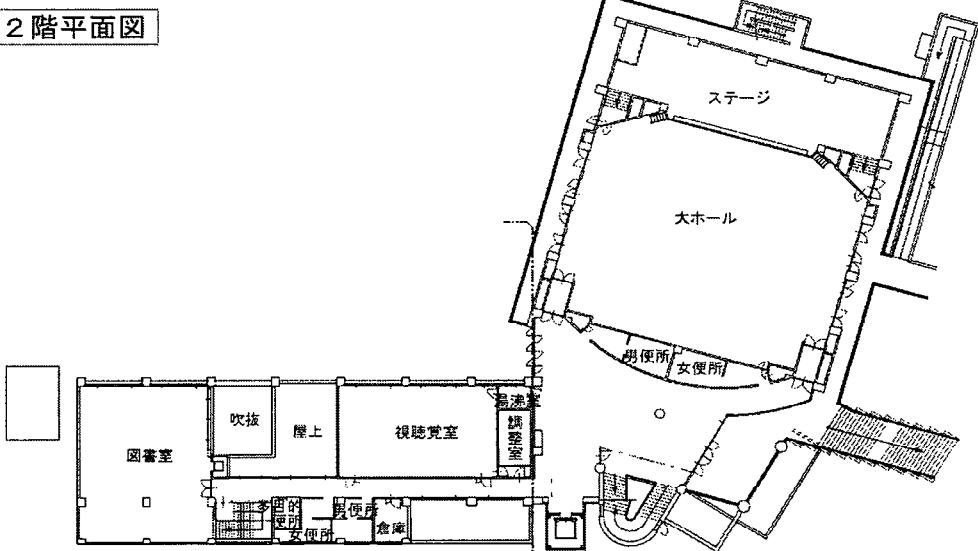 2階平面図
ステージ
大ホール
男便所
女便所
湯沸室
吹抜
屋上
視聴覚室
調整室
図書室
多目的
便所
男便所
女便所
倉庫